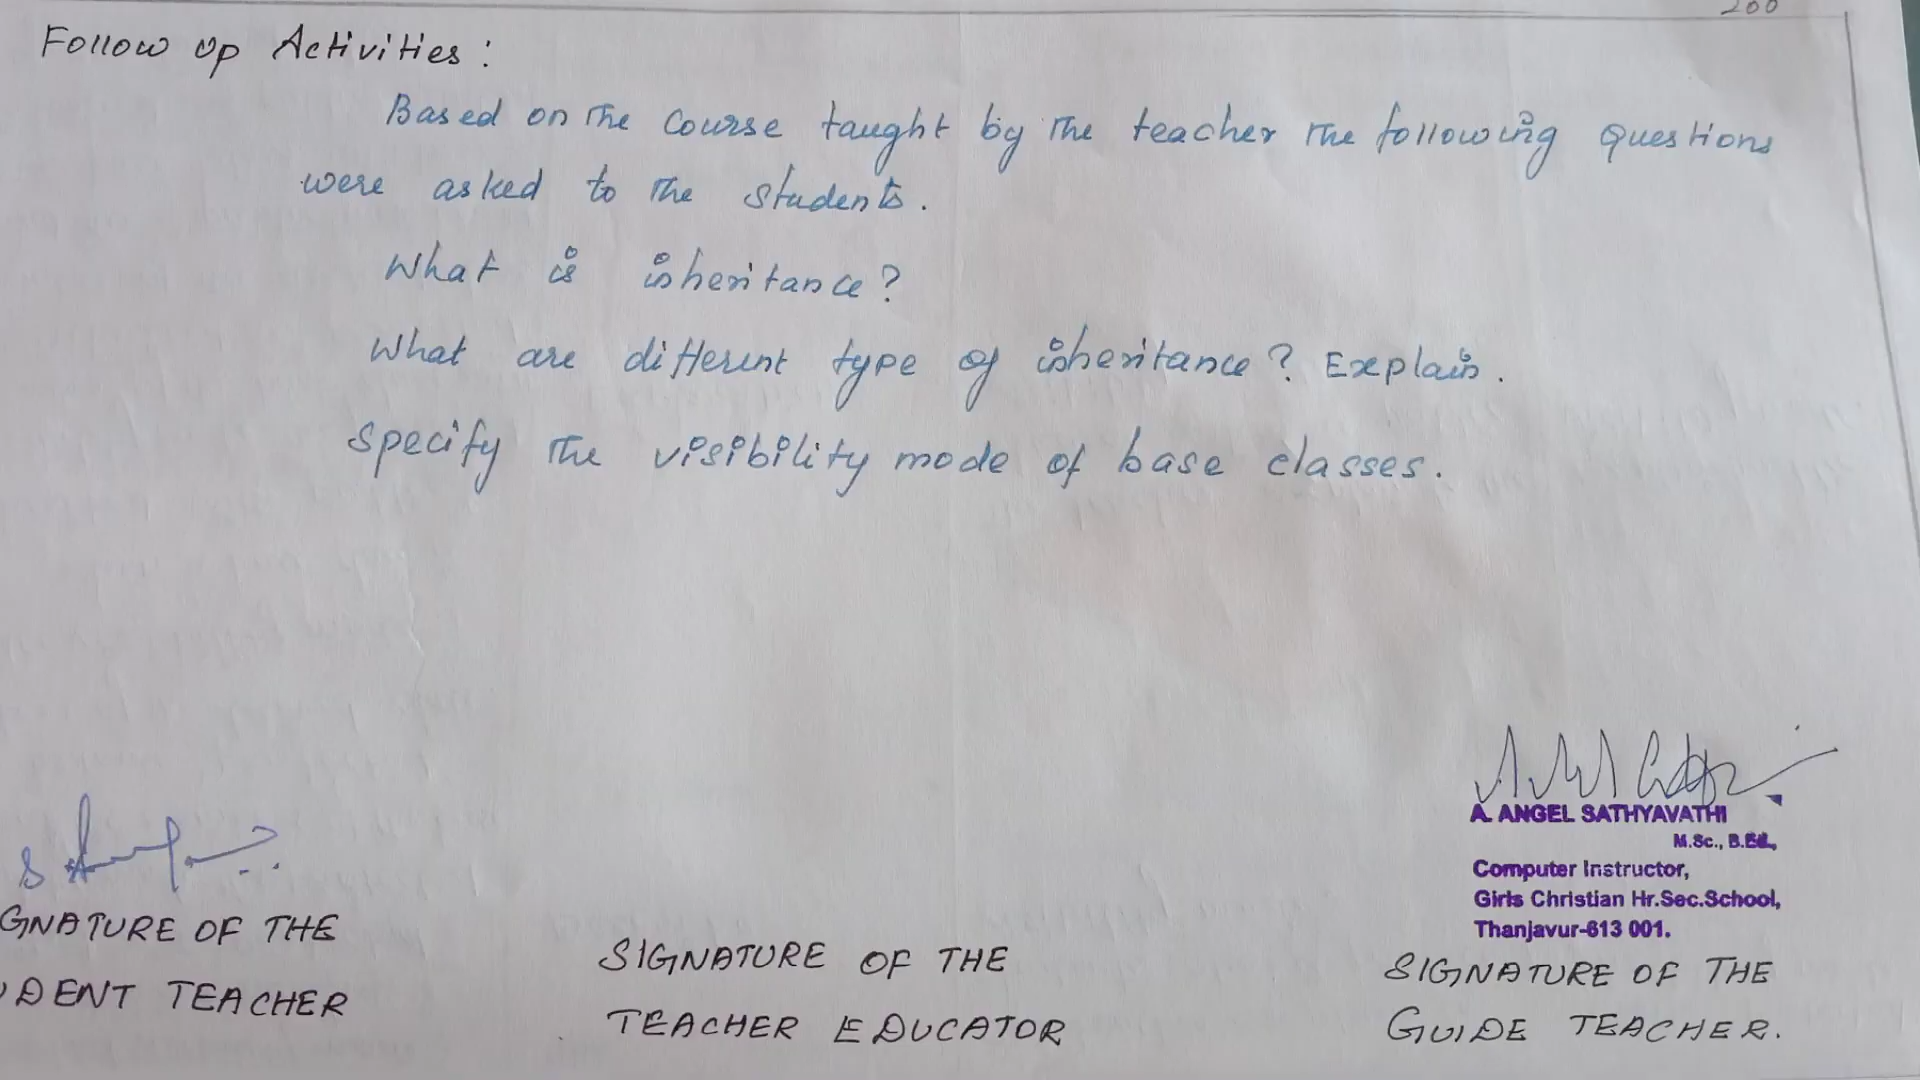 200
Follow up Activities :
Based on the course taught by the teacher the following questions
were asked to the students.
What is inheritance?
What are different type of inheritance? Explain.
Specify the visibility mode of base classes.
A. ANGEL SATHYAVATHI
M.Sc., B.Ed.,
Computer Instructor,
Girls Christian Hr.Sec.School,
Thanjavur-613 001.
GNATURE OF THE
DENT TEACHER
SIGNATURE OF THE
TEACHER EDUCATOR
SIGNATURE OF THE
GUIDE TEACHER.